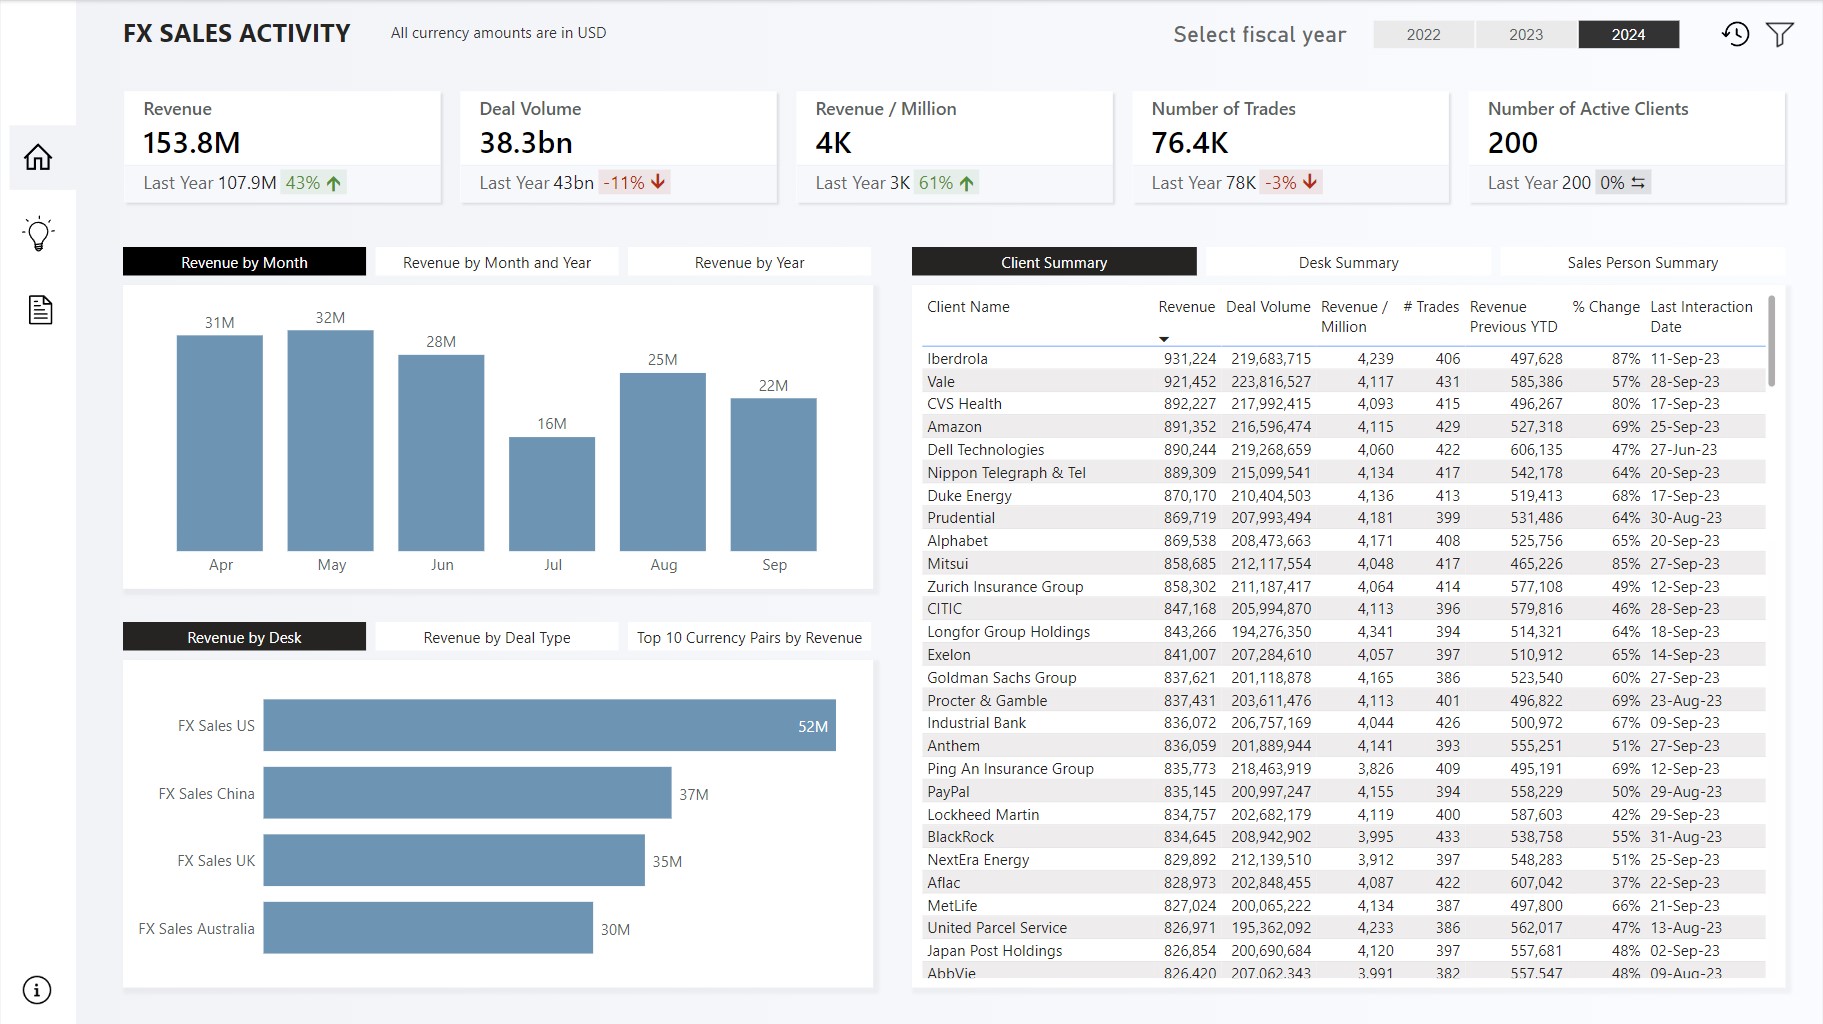 FX SALES ACTIVITY
All currency amounts are in USD
Select fiscal year
2022 2023 2024
Revenue
153.8M
Last Year 107.9M 43%
Deal Volume
38.3bn
Last Year 43bn -11%
Revenue / Million
4K
Last Year 3K 61%
Number of Trades
76.4K
Last Year 78K -3%
Number of Active Clients
200
Last Year 200 0%
Revenue by Month Revenue by Month and Year Revenue by Year
31M 32M 28M 16M 25M 22M
Apr May Jun Jul Aug Sep
Revenue by Desk Revenue by Deal Type Top 10 Currency Pairs by Revenue
FX Sales US 52M
FX Sales China 37M
FX Sales UK 35M
FX Sales Australia 30M
Client Summary Desk Summary Sales Person Summary
Client Name Revenue Deal Volume Revenue / # Trades Revenue % Change Last Interaction
Million Previous YTD Date
Iberdrola 931,224 219,683,715 4,239 406 497,628 87% 11-Sep-23
Vale 921,452 223,816,527 4,117 431 585,386 57% 28-Sep-23
CVS Health 892,227 217,992,415 4,093 415 496,267 80% 17-Sep-23
Amazon 891,352 216,596,474 4,115 429 527,318 69% 25-Sep-23
Dell Technologies 890,244 219,268,659 4,060 422 606,135 47% 27-Jun-23
Nippon Telegraph & Tel 889,309 215,099,541 4,134 417 542,178 64% 20-Sep-23
Duke Energy 870,170 210,404,503 4,136 413 519,413 68% 17-Sep-23
Prudential 869,719 207,993,494 4,181 399 531,486 64% 30-Aug-23
Alphabet 869,538 208,473,663 4,171 408 525,756 65% 20-Sep-23
Mitsui 858,685 212,117,554 4,048 417 465,226 85% 27-Sep-23
Zurich Insurance Group 858,302 211,187,417 4,064 414 577,108 49% 12-Sep-23
CITIC 847,168 205,994,870 4,113 396 579,816 46% 28-Sep-23
Longfor Group Holdings 843,266 194,276,350 4,341 394 514,321 64% 18-Sep-23
Exelon 841,007 207,284,610 4,057 397 510,912 65% 14-Sep-23
Goldman Sachs Group 837,621 201,118,878 4,165 386 523,540 60% 27-Sep-23
Procter & Gamble 837,431 203,611,476 4,113 401 496,822 69% 23-Aug-23
Industrial Bank 836,072 206,757,169 4,044 426 500,972 67% 09-Sep-23
Anthem 836,059 201,889,944 4,141 393 555,251 51% 27-Sep-23
Ping An Insurance Group 835,773 218,463,919 3,826 409 495,191 69% 12-Sep-23
PayPal 835,145 200,997,247 4,155 394 558,229 50% 29-Aug-23
Lockheed Martin 834,757 202,682,179 4,119 400 587,603 42% 29-Sep-23
BlackRock 834,645 208,942,902 3,995 433 538,758 55% 31-Aug-23
NextEra Energy 829,892 212,139,510 3,912 397 548,283 51% 25-Sep-23
Aflac 828,973 202,848,455 4,087 422 607,042 37% 22-Sep-23
MetLife 827,024 200,065,222 4,134 387 497,800 66% 21-Sep-23
United Parcel Service 826,971 195,362,092 4,233 386 562,017 47% 13-Aug-23
Japan Post Holdings 826,854 200,690,684 4,120 397 557,681 48% 02-Sep-23
AbbVie 826,420 207,062,343 3,991 382 557,547 48% 09-Aug-23